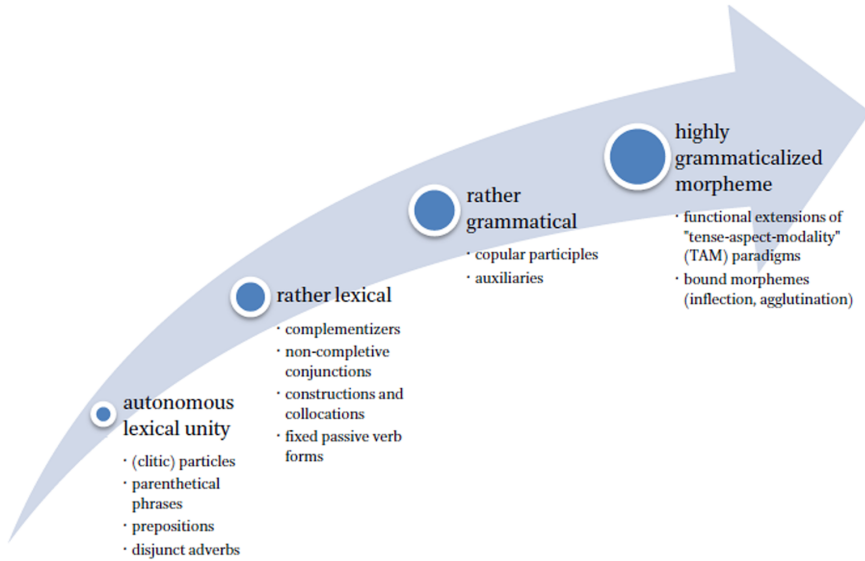 autonomous
lexical unity
· (clitic) particles
· parenthetical
phrases
· prepositions
· disjunct adverbs
rather lexical
· complementizers
· non-completive
conjunctions
· constructions and
collocations
· fixed passive verb
forms
rather
grammatical
· copular participles
· auxiliaries
highly
grammaticalized
morpheme
· functional extensions of
"tense-aspect-modality"
(TAM) paradigms
· bound morphemes
(inflection, agglutination)